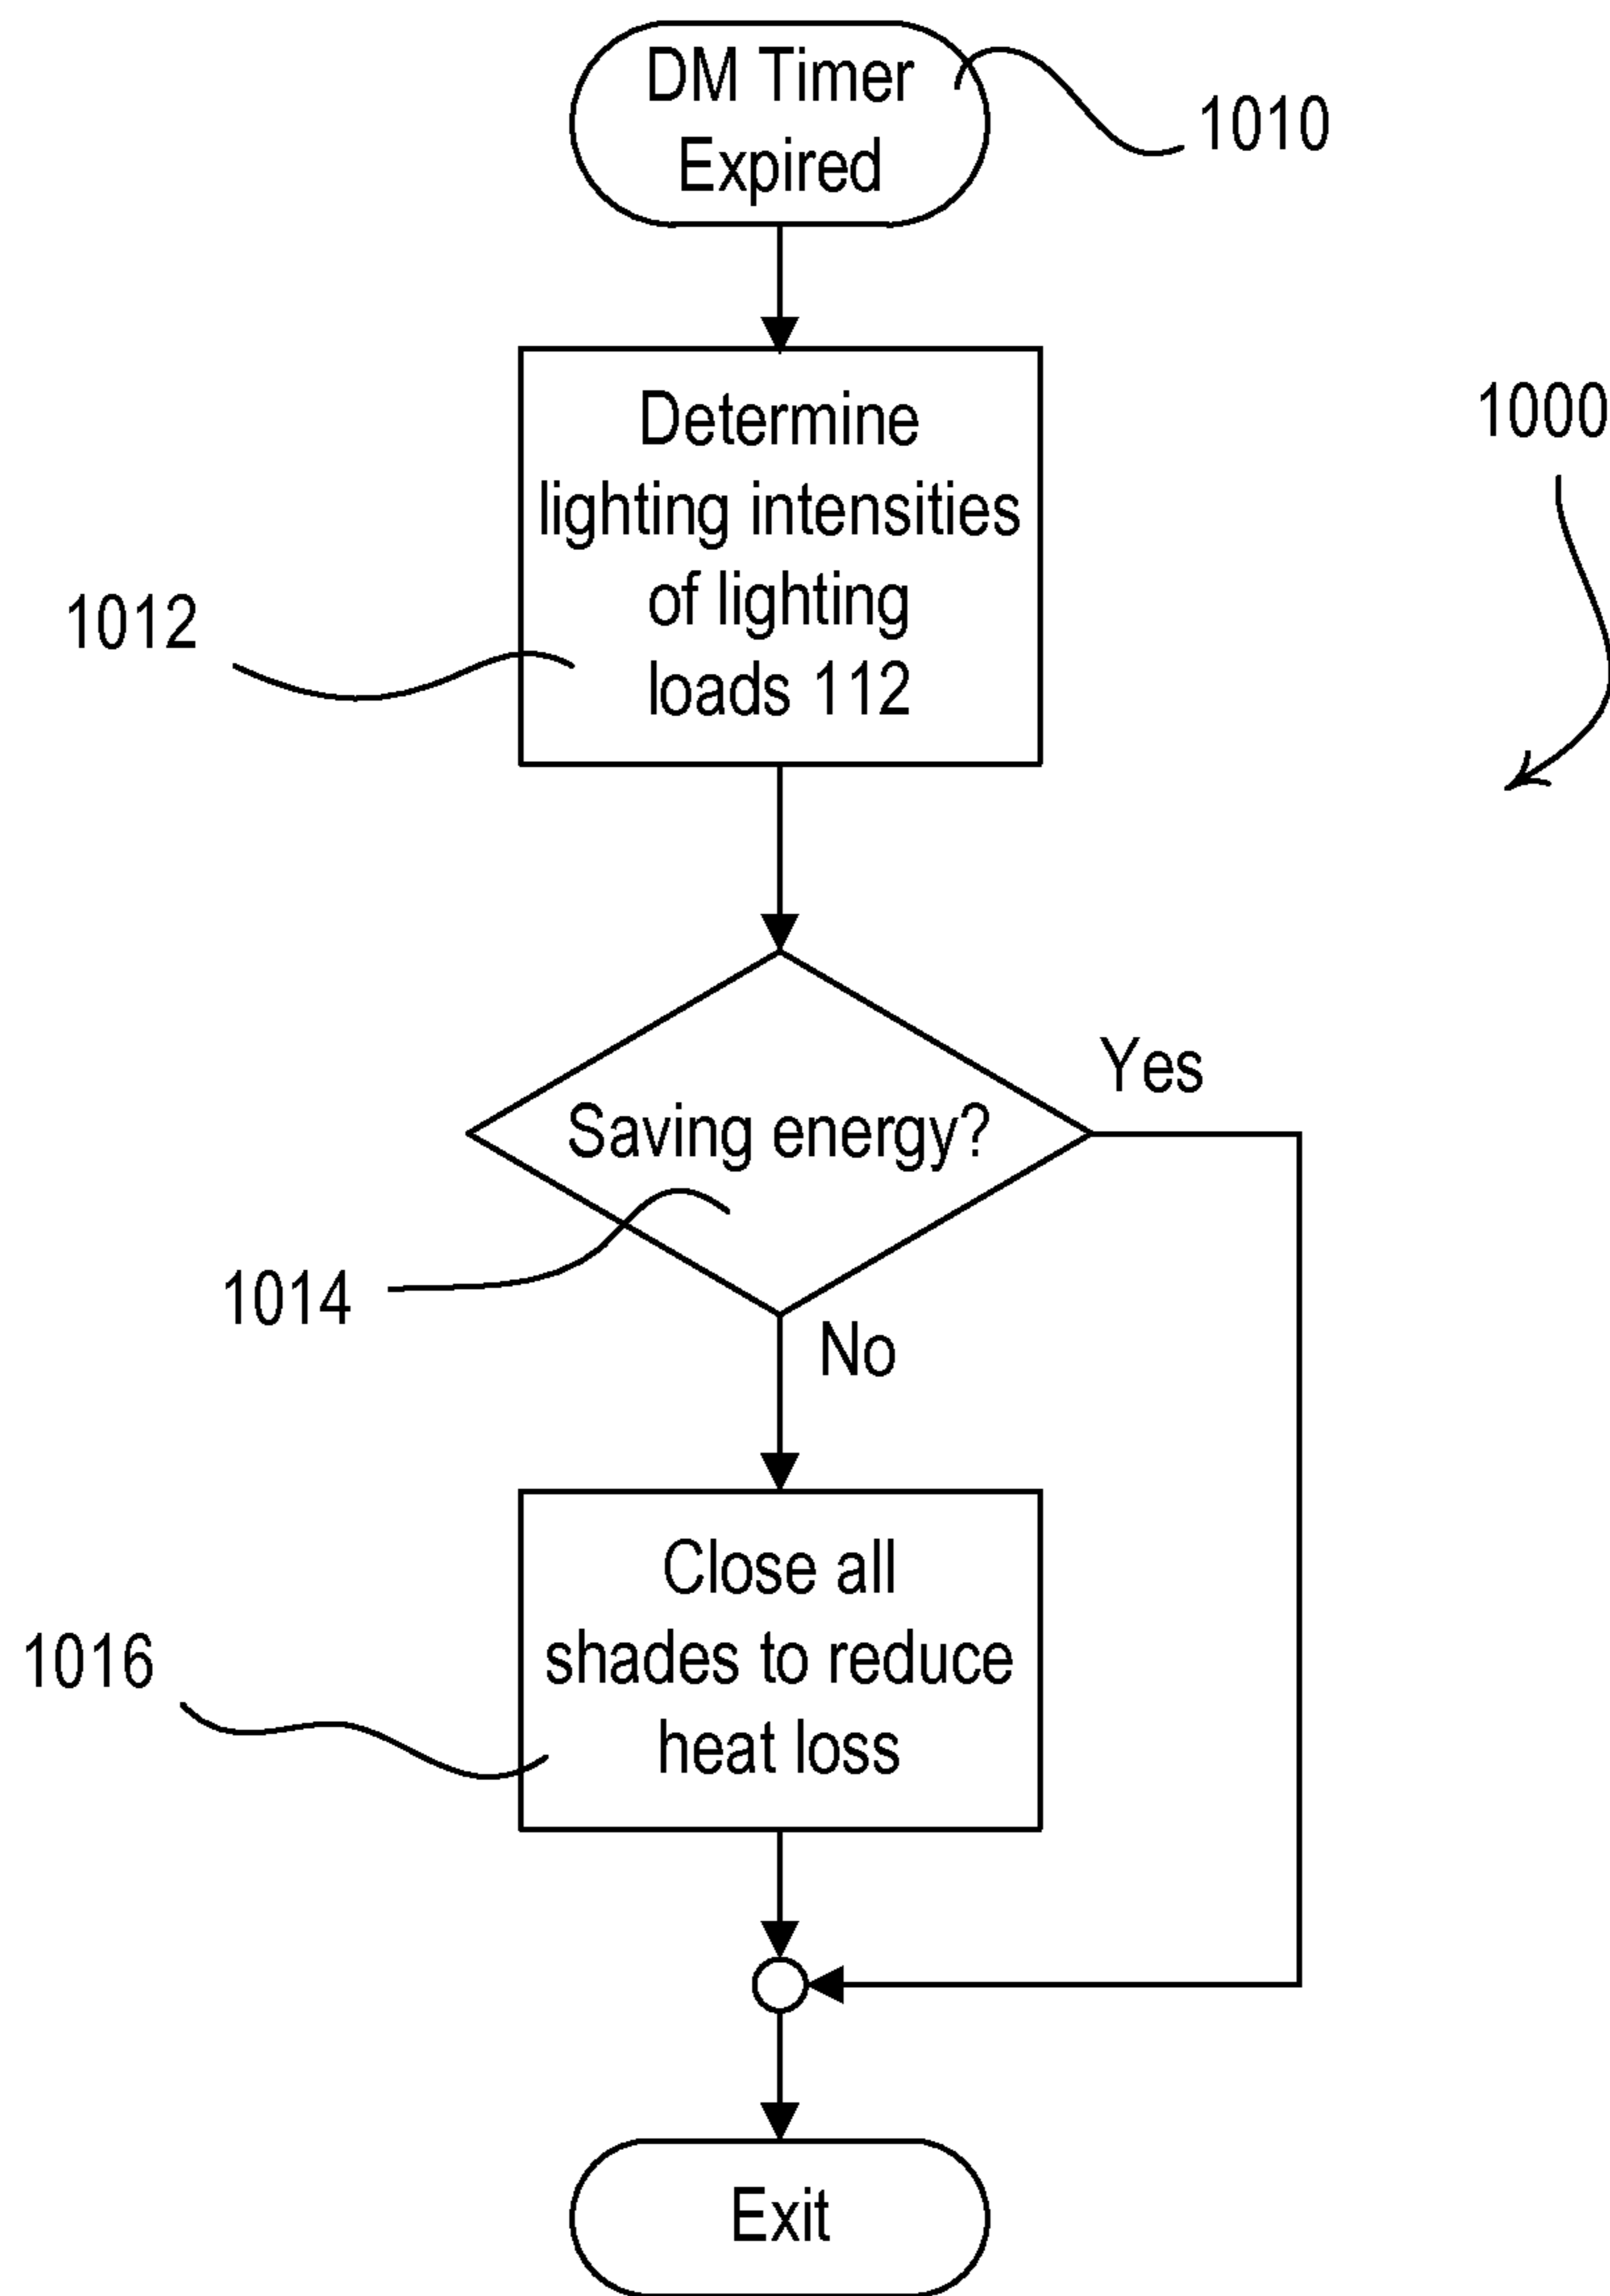 DM Timer
Expired
1010
Determine
lighting intensities
of lighting
loads 112
1000
1012
Yes
Saving energy?
1014
No
Close all
shades to reduce
heat loss
1016
Exit